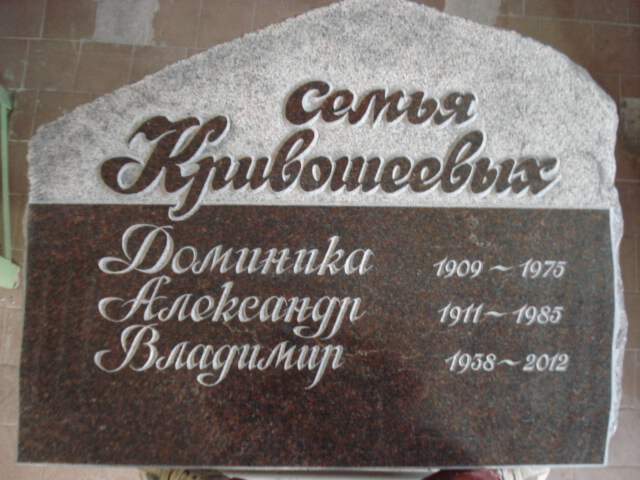 семья
Кривошеевых
Доминика 1909 ~ 1975
Александр 1911 ~ 1985
Владимир 1938 ~ 2012